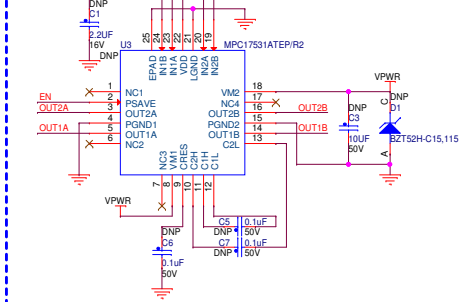 DNP
C1
2.2UF
16V
DNP
U3
MPC17531ATEP/R2
25 24 23 22 21 20 19
EPAD IN1B IN1A VDD LGND IN2A IN2B
1 NC1
EN 2 PSAVE
OUT2A 3 OUT2A
4 PGND1
OUT1A 5 OUT1A
6 NC2
VM2 18
NC4 17
OUT2B 16 OUT2B
PGND2 15
OUT1B 14 OUT1B
C2L 13
NC3 VM1 CRES C2H C1H C1L
7 8 9 10 11 12
VPWR
DNP
C3
10UF
50V
VPWR
C DNP
D1
BZT52H-C15,115
A
VPWR
DNP
C6
0.1uF
50V
C5 0.1uF
DNP 50V
C7 0.1uF
DNP 50V